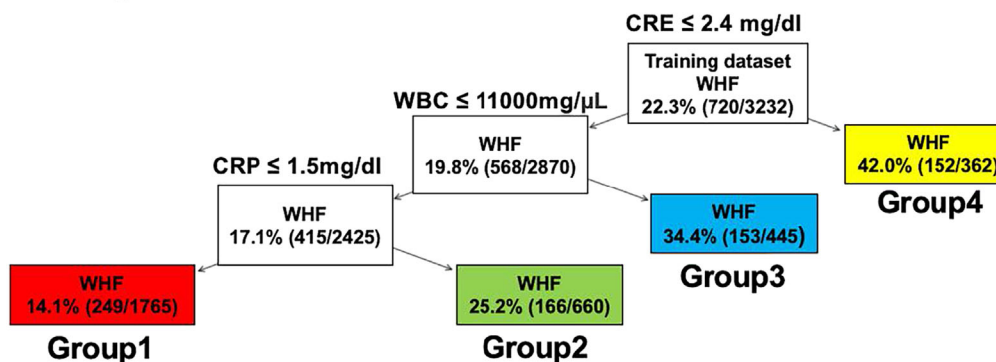 CRE ≤ 2.4 mg/dl
Training dataset
WHF
22.3% (720/3232)
WBC ≤ 11000mg/μL
WHF
19.8% (568/2870)
WHF
42.0% (152/362)
Group4
CRP ≤ 1.5mg/dl
WHF
17.1% (415/2425)
WHF
34.4% (153/445)
Group3
WHF
14.1% (249/1765)
Group1
WHF
25.2% (166/660)
Group2